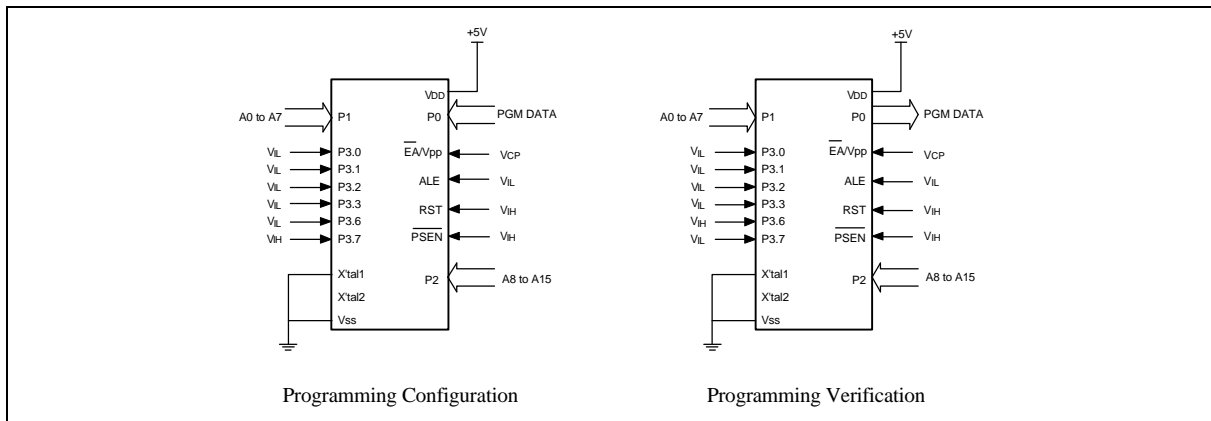 +5V
VDD
A0 to A7
P1
P0
PGM DATA
VIL
P3.0
EA/Vpp
VCP
VIL
P3.1
VIL
P3.2
ALE
VIL
VIL
P3.3
RST
VIH
VIL
P3.6
VIH
P3.7
PSEN
VIH
X'tal1
P2
A8 to A15
X'tal2
Vss
Programming Configuration
+5V
VDD
A0 to A7
P1
P0
PGM DATA
VIL
P3.0
EA/Vpp
VCP
VIL
P3.1
VIL
P3.2
ALE
VIL
VIL
P3.3
RST
VIH
VIH
P3.6
VIL
P3.7
PSEN
VIH
X'tal1
P2
A8 to A15
X'tal2
Vss
Programming Verification